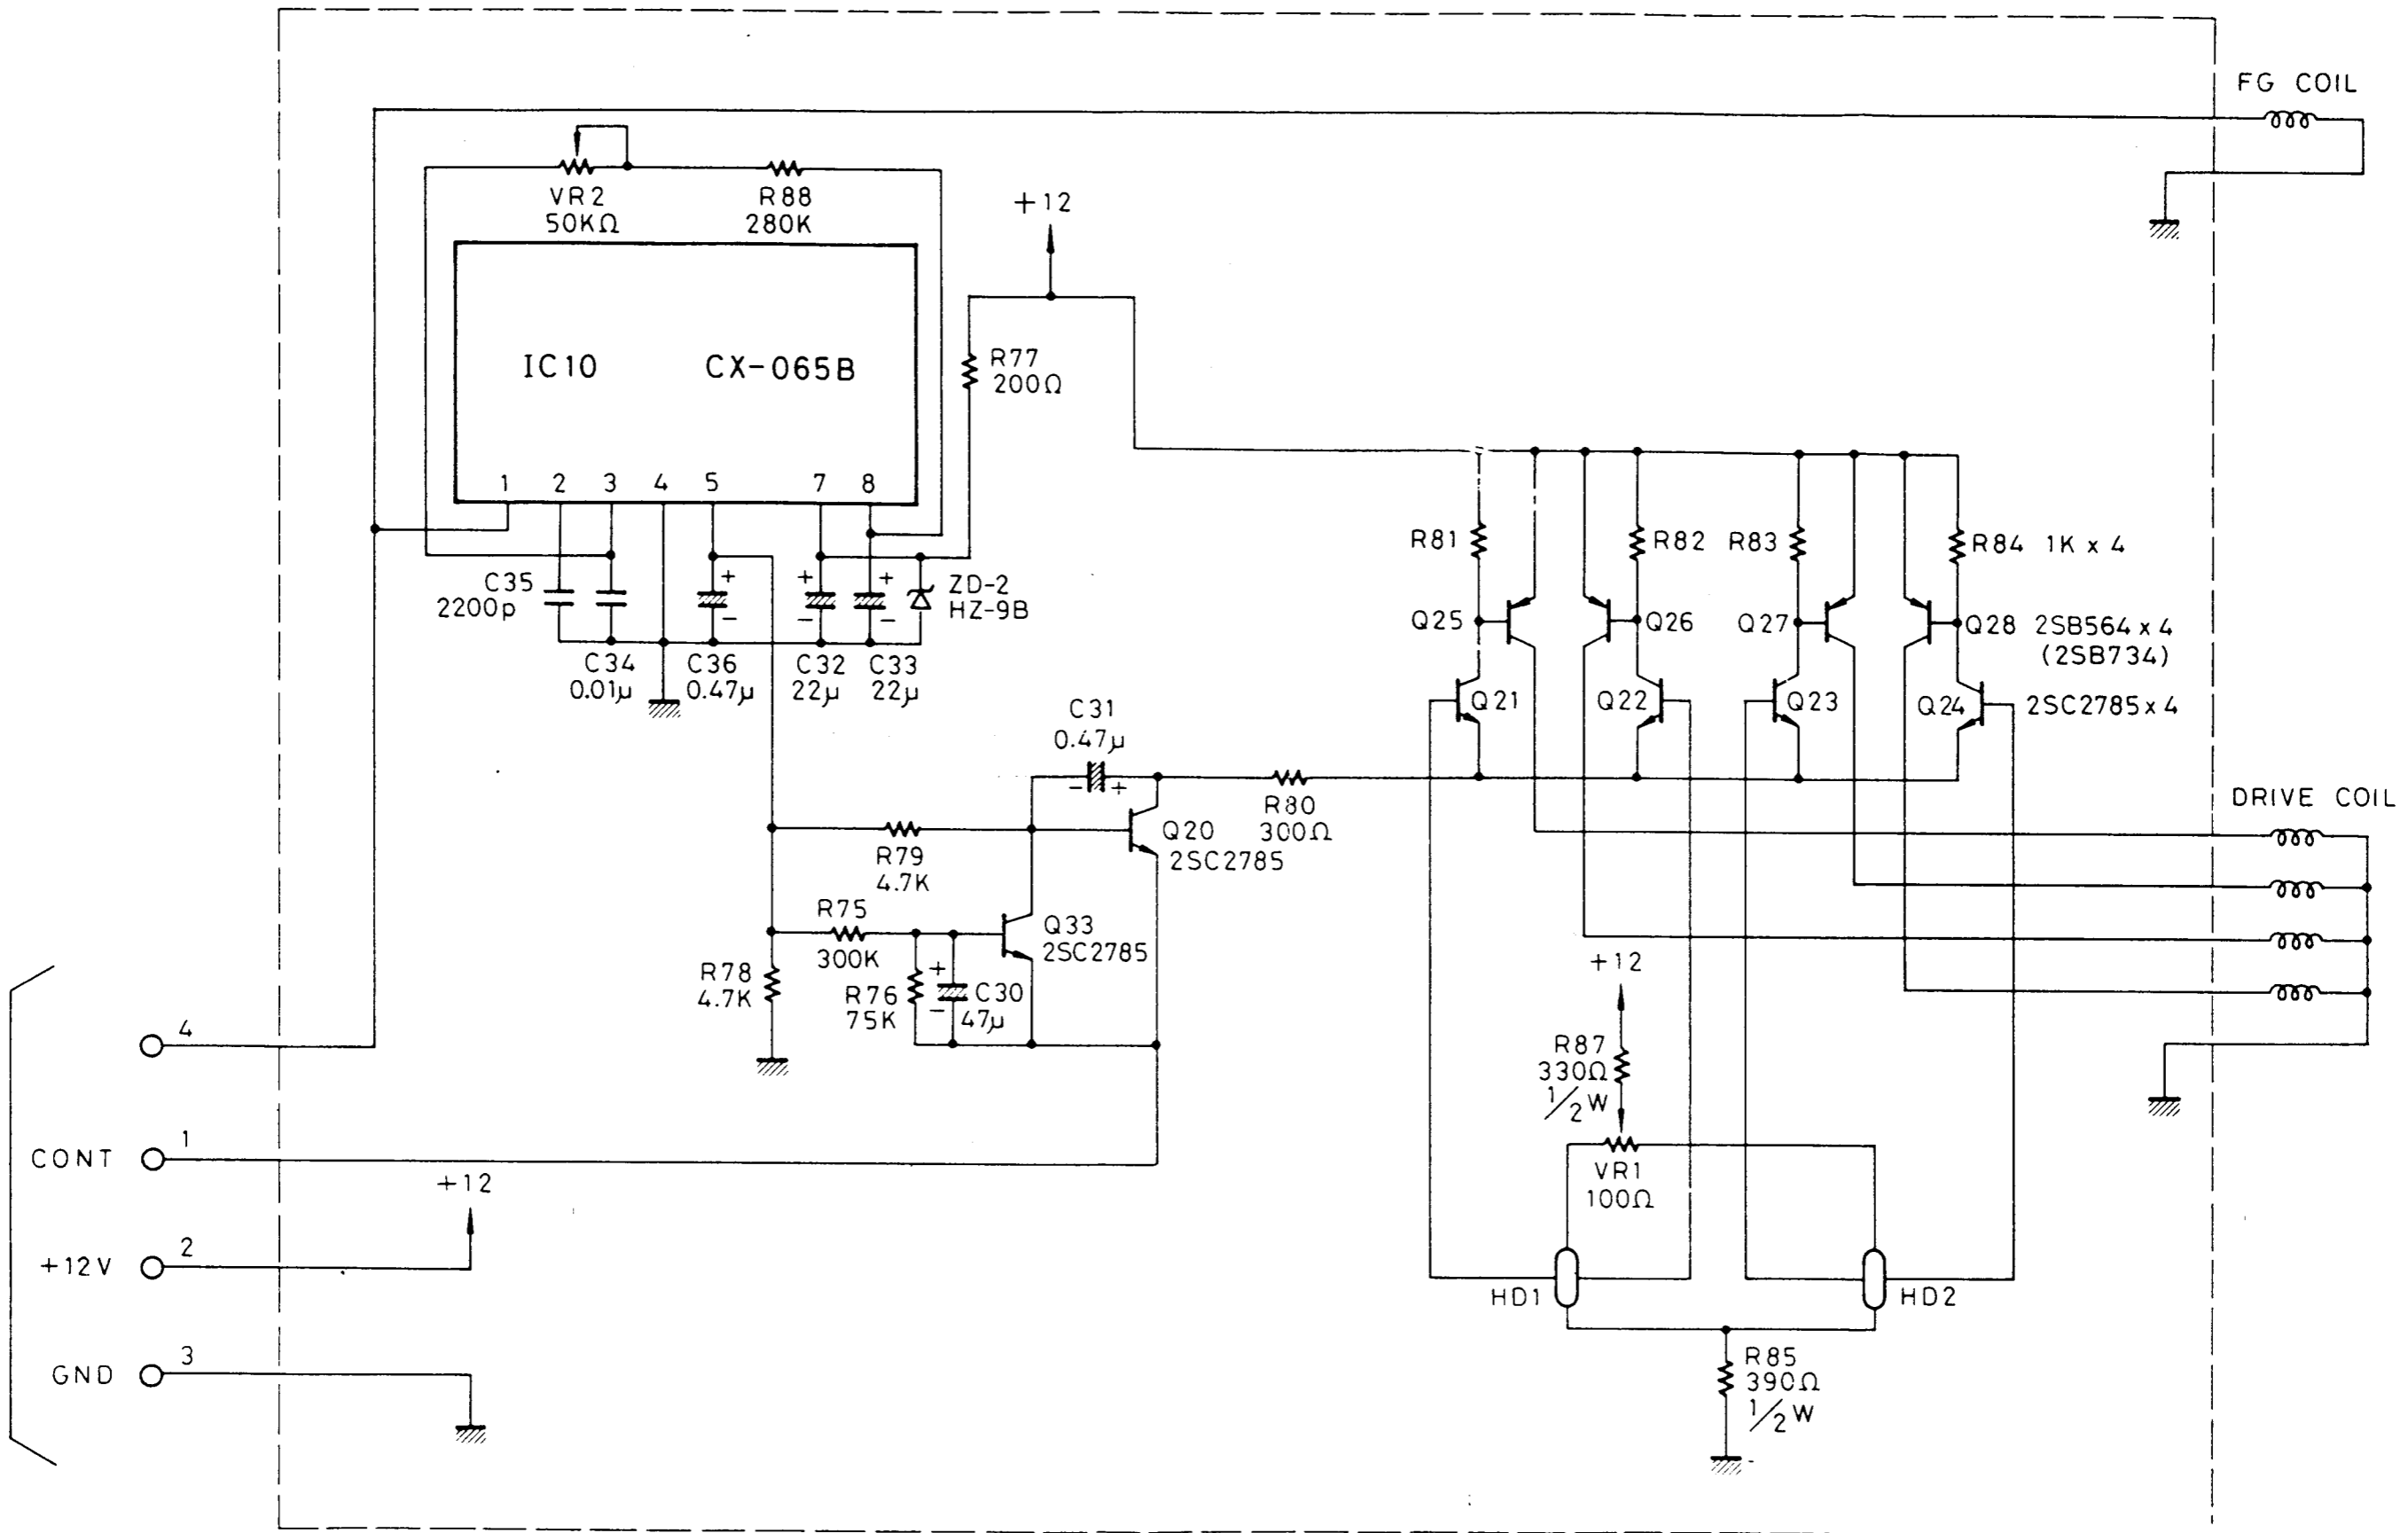 FG COIL
VR2
50KΩ
R88
280K
+12
IC10 CX-065B
R77
200Ω
1 2 3 4 5 7 8
C35
2200p
+
+
+
-
-
-
ZD-2
HZ-9B
C34
0.01μ
C36
0.47μ
C32
22μ
C33
22μ
R81
R82
R83
R84 1K x 4
Q25
Q26
Q27
Q28 2SB564 x 4
(2SB734)
Q21
Q22
Q23
Q24
2SC2785 x 4
C31
0.47μ
- +
R80
300Ω
Q20
2SC2785
R79
4.7K
DRIVE COIL
R75
300K
Q33
2SC2785
R78
4.7K
R76
75K
+
-
C30
47μ
+12
R87
330Ω
1/2 W
VR1
100Ω
4
CONT 1
+12
+12V 2
GND 3
HD1
HD2
R85
390Ω
1/2 W